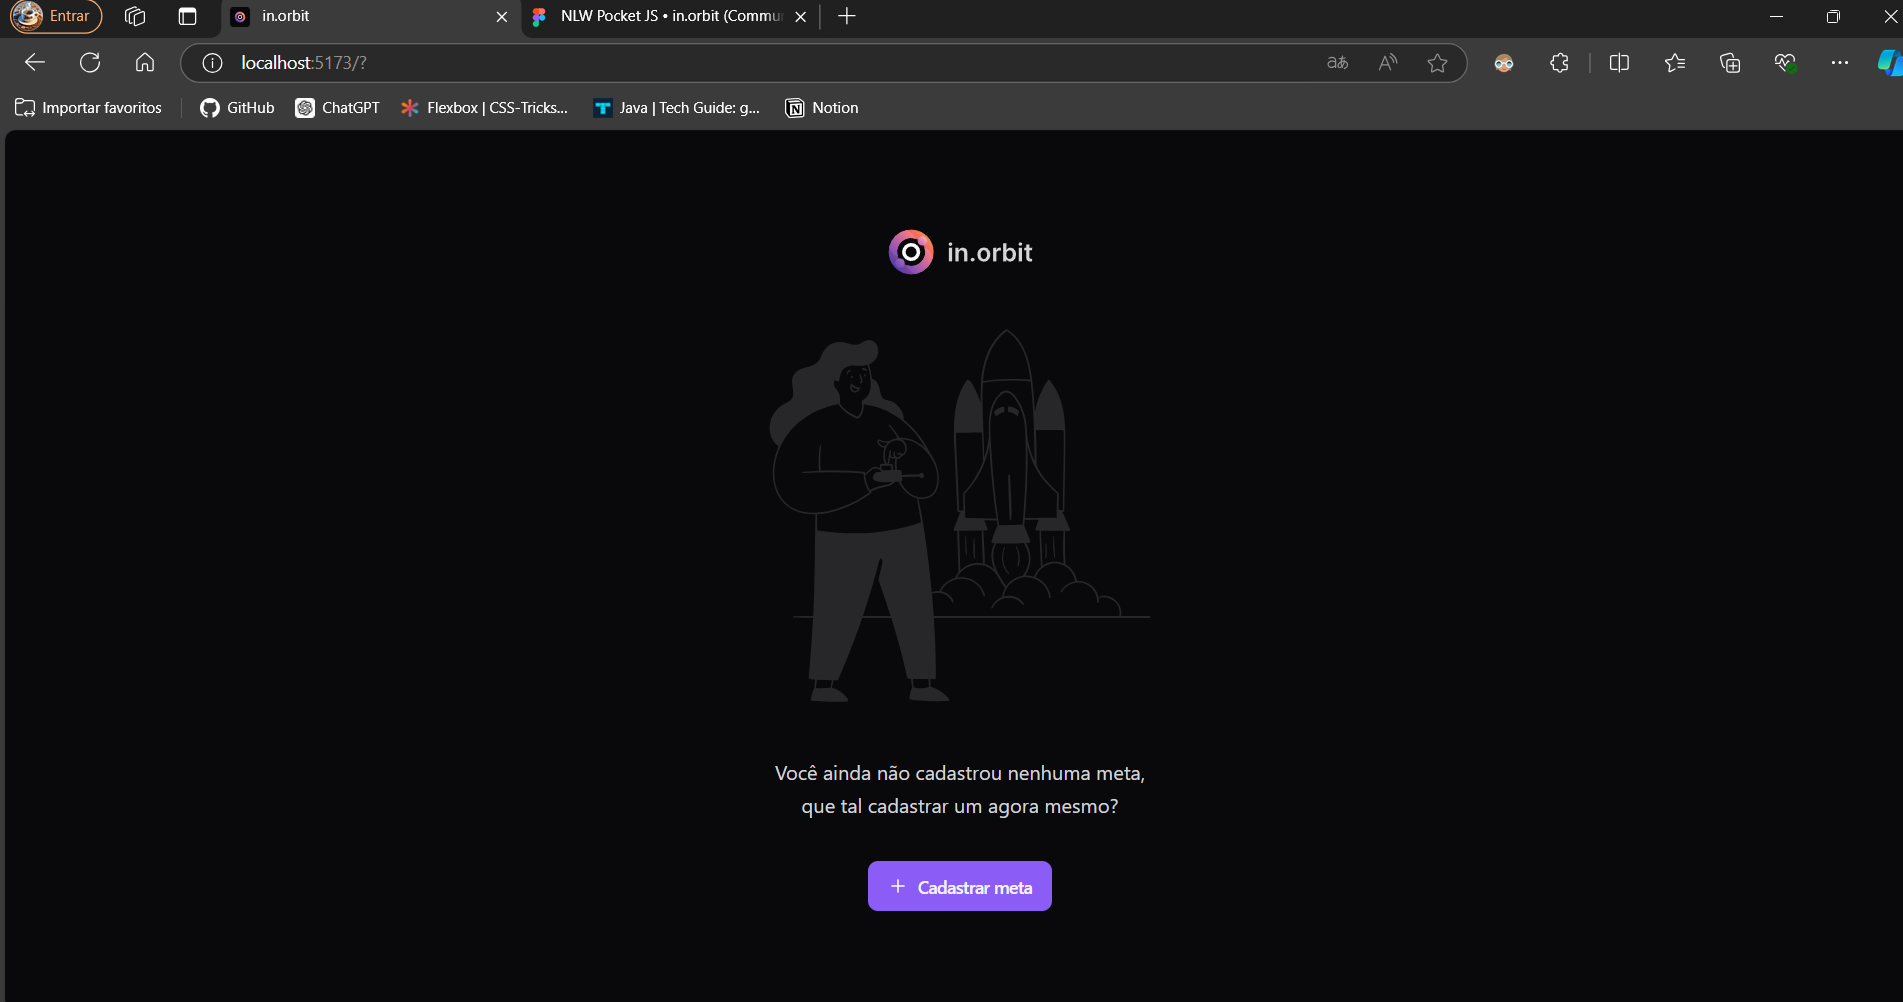 Entrar
in.orbit
NLW Pocket JS • in.orbit (Commu
localhost:5173/?
Importar favoritos
GitHub
ChatGPT
Flexbox | CSS-Tricks...
Java | Tech Guide: g...
Notion
in.orbit
Você ainda não cadastrou nenhuma meta,
que tal cadastrar um agora mesmo?
+ Cadastrar meta